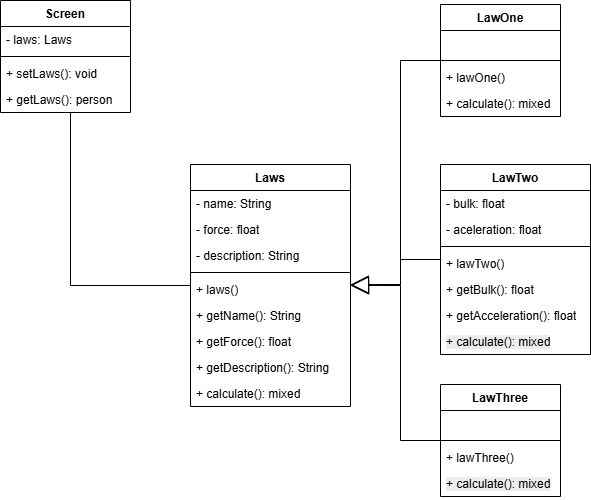 Screen
- laws: Laws
+ setLaws(): void
+ getLaws(): person
Laws
- name: String
- force: float
- description: String
+ laws()
+ getName(): String
+ getForce(): float
+ getDescription(): String
+ calculate(): mixed
LawOne
+ lawOne()
+ calculate(): mixed
LawTwo
- bulk: float
- aceleration: float
+ lawTwo()
+ getBulk(): float
+ getAcceleration(): float
+ calculate(): mixed
LawThree
+ lawThree()
+ calculate(): mixed